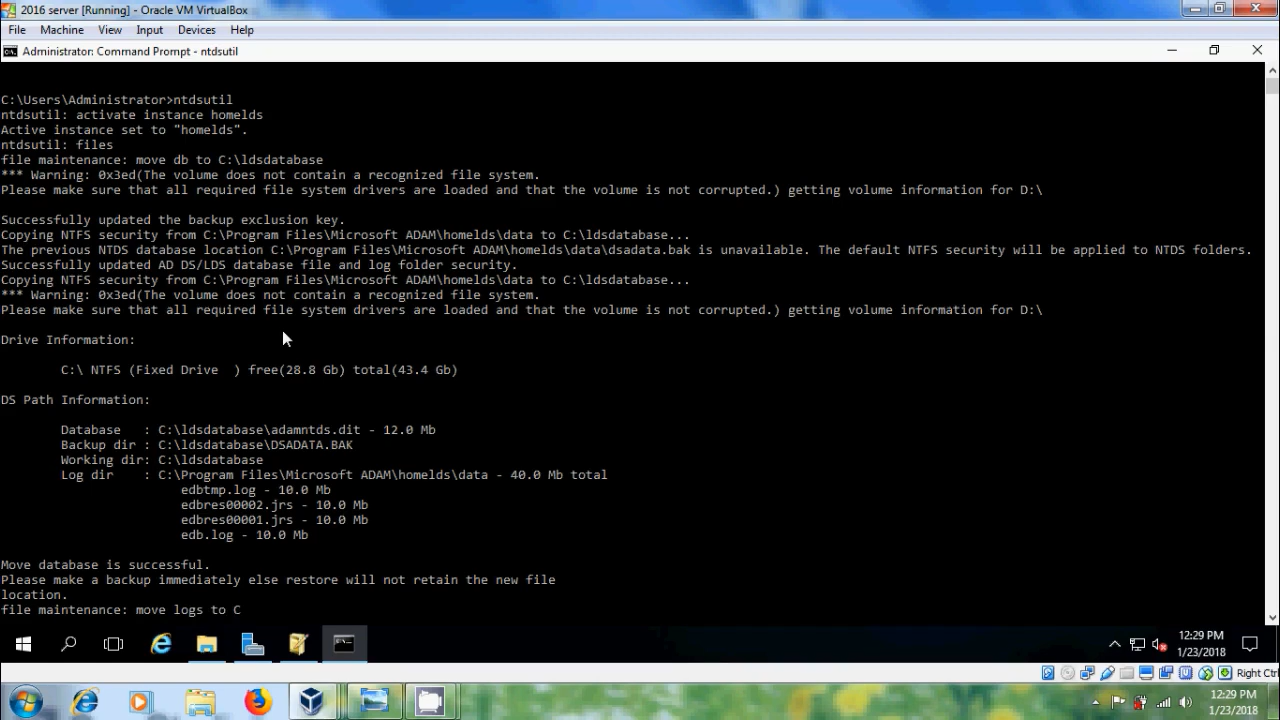 2016 server [Running] - Oracle VM VirtualBox
File Machine View Input Devices Help
Administrator: Command Prompt - ntdsutil
C:\Users\Administrator>ntdsutil
ntdsutil: activate instance homelds
Active instance set to "homelds".
ntdsutil: files
file maintenance: move db to C:\ldsdatabase
*** Warning: 0x3ed(The volume does not contain a recognized file system.
Please make sure that all required file system drivers are loaded and that the volume is not corrupted.) getting volume information for D:\
Successfully updated the backup exclusion key.
Copying NTFS security from C:\Program Files\Microsoft ADAM\homelds\data to C:\ldsdatabase...
The previous NTDS database location C:\Program Files\Microsoft ADAM\homelds\data\dsadata.bak is unavailable. The default NTFS security will be applied to NTDS folders.
Successfully updated AD DS/LDS database file and log folder security.
Copying NTFS security from C:\Program Files\Microsoft ADAM\homelds\data to C:\ldsdatabase...
*** Warning: 0x3ed(The volume does not contain a recognized file system.
Please make sure that all required file system drivers are loaded and that the volume is not corrupted.) getting volume information for D:\
Drive Information:
C:\ NTFS (Fixed Drive  ) free(28.8 Gb) total(43.4 Gb)
DS Path Information:
Database   : C:\ldsdatabase\adamntds.dit - 12.0 Mb
Backup dir : C:\ldsdatabase\DSADATA.BAK
Working dir: C:\ldsdatabase
Log dir    : C:\Program Files\Microsoft ADAM\homelds\data - 40.0 Mb total
edbtmp.log - 10.0 Mb
edbres00002.jrs - 10.0 Mb
edbres00001.jrs - 10.0 Mb
edb.log - 10.0 Mb
Move database is successful.
Please make a backup immediately else restore will not retain the new file
location.
file maintenance: move logs to C
12:29 PM
1/23/2018
Right Ctrl
12:29 PM
1/23/2018